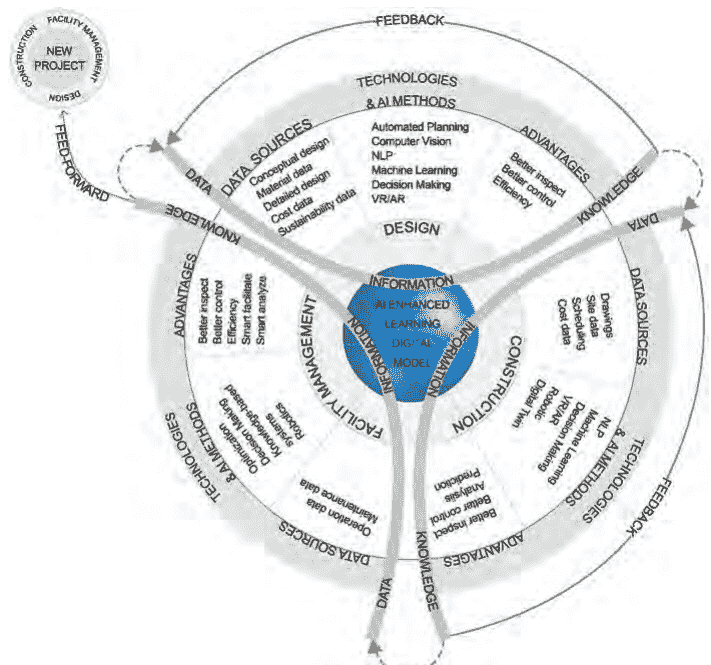 FEEDBACK
CONSTRUCTION
FACILITY MANAGEMENT
DESIGN
NEW
PROJECT
FEED-FORWARD
TECHNOLOGIES
& AI METHODS
Automated Planning
Computer Vision
NLP
Machine Learning
Decision Making
VR/AR
DATA SOURCES
Conceptual design
Material data
Detailed design
Cost data
Sustainability data
ADVANTAGES
Better inspect
Better control
Efficiency
DATA
KNOWLEDGE
KNOWLEDGE
DATA
DESIGN
INFORMATION
AI ENHANCED
LEARNING
DIGITAL
MODEL
INFORMATION
INFORMATION
FACILITY MANAGEMENT
CONSTRUCTION
ADVANTAGES
Better inspect
Better control
Efficiency
Smart facilitate
Smart analyze
DATA SOURCES
Drawings
Site data
Scheduling
Cost data
TECHNOLOGIES
& AI METHODS
Optimization
Decision Making
Knowledge-based
systems
Robotics
TECHNOLOGIES
& AI METHODS
NLP
Machine Learning
Decision Making
VR/AR
Robotic
Digital Twin
DATA SOURCES
Operation data
Maintenance data
ADVANTAGES
Better inspect
Better control
Analysis
Prediction
DATA
KNOWLEDGE
FEEDBACK